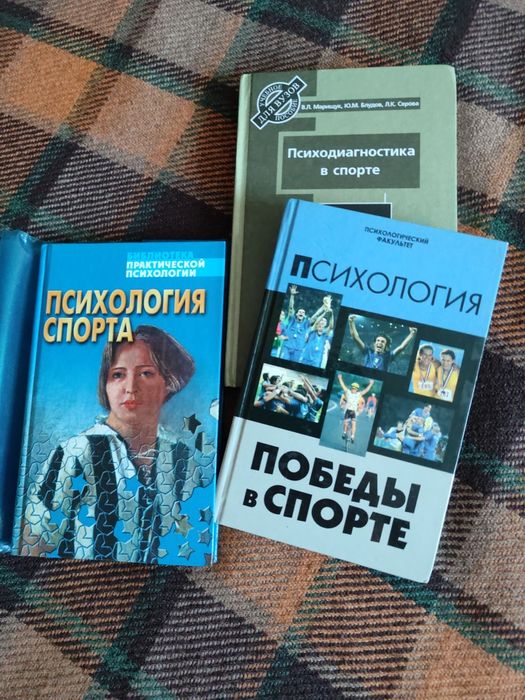 УЧЕБНОЕ
ДЛЯ ВУЗОВ
ПОСОБИЕ
В.Л. Марищук, Ю.М. Блудов, Л.К. Серова
Психодиагностика
в спорте
ПСИХОЛОГИЧЕСКИЙ
ФАКУЛЬТЕТ
ПСИХОЛОГИЯ
ПОБЕДЫ
в СПОРТЕ
БИБЛИОТЕКА
ПРАКТИЧЕСКОЙ
ПСИХОЛОГИИ
ПСИХОЛОГИЯ
СПОРТА